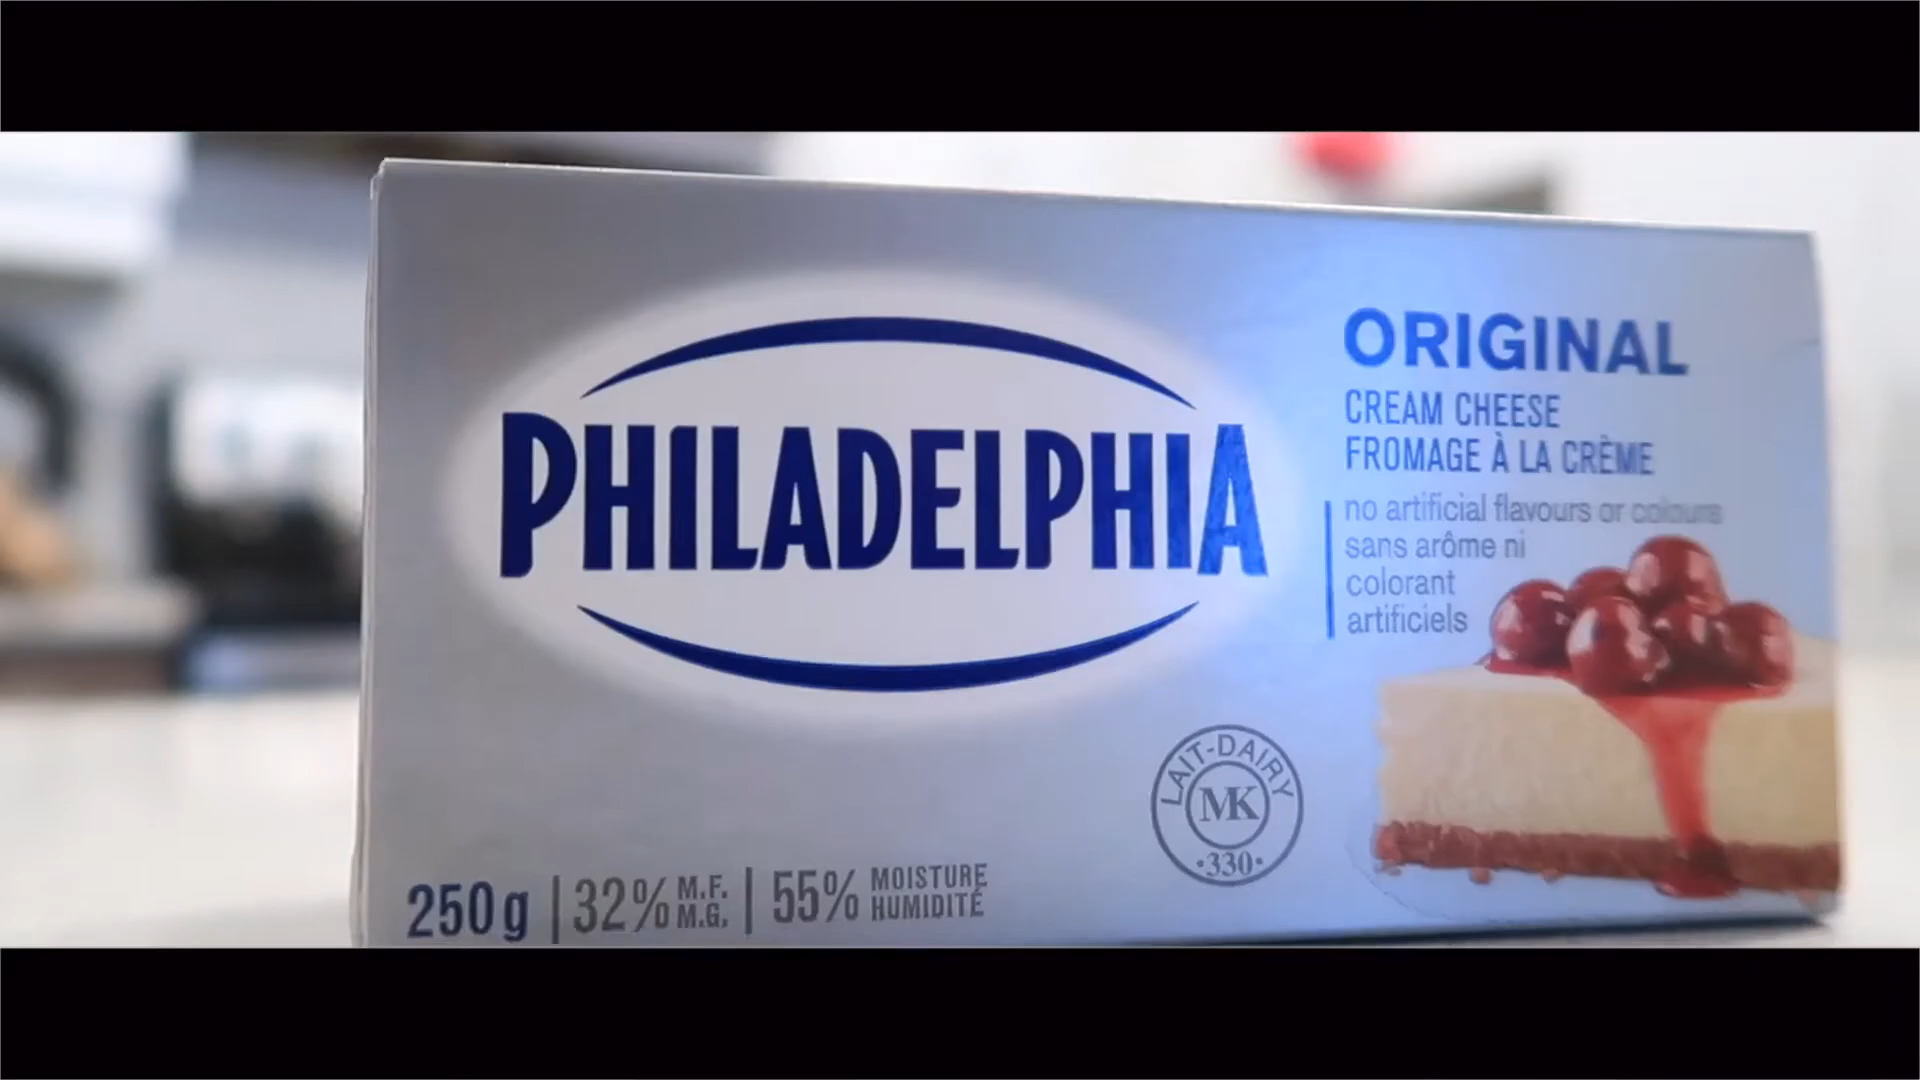 PHILADELPHIA
ORIGINAL
CREAM CHEESE
FROMAGE À LA CRÈME
no artificial flavours or colours
sans arôme ni
colorant
artificiels
LAIT-DAIRY
MK
·330·
250g | 32% M.F. M.G. | 55% MOISTURE HUMIDITÉ